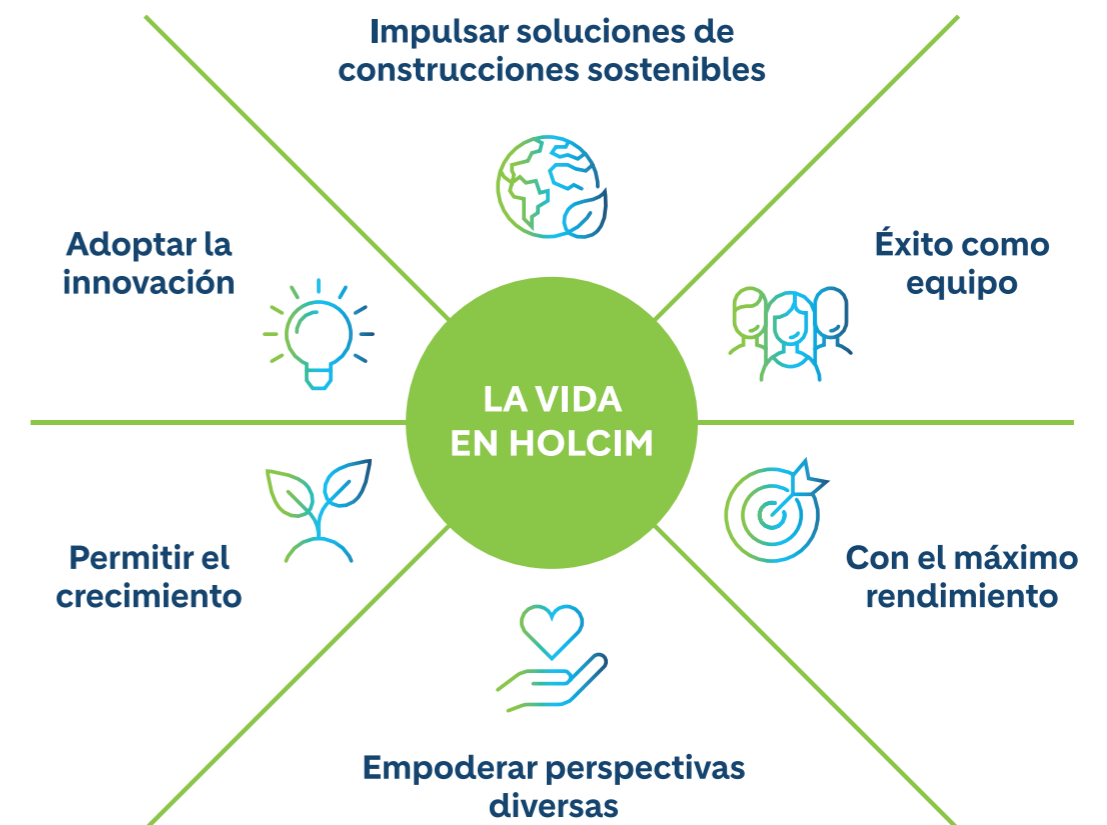 Impulsar soluciones de
construcciones sostenibles
Adoptar la
innovación
Éxito como
equipo
LA VIDA
EN HOLCIM
Permitir el
crecimiento
Con el máximo
rendimiento
Empoderar perspectivas
diversas